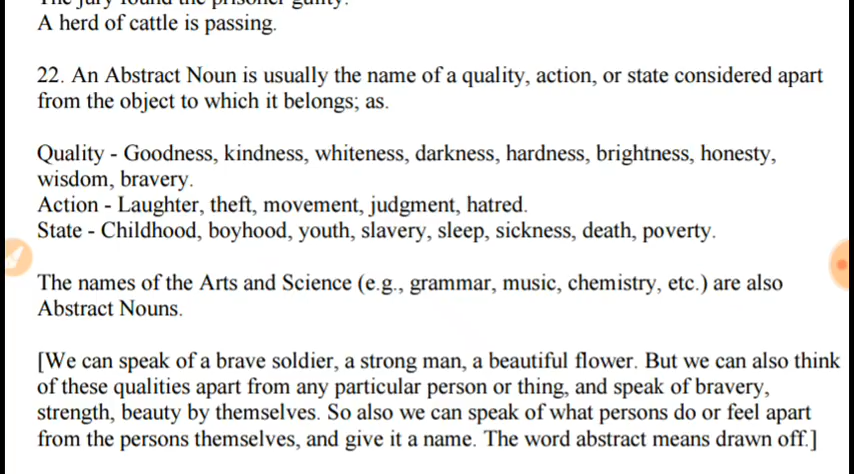 The jury found the prisoner guilty.
A herd of cattle is passing.
22. An Abstract Noun is usually the name of a quality, action, or state considered apart
from the object to which it belongs; as.
Quality - Goodness, kindness, whiteness, darkness, hardness, brightness, honesty,
wisdom, bravery.
Action - Laughter, theft, movement, judgment, hatred.
State - Childhood, boyhood, youth, slavery, sleep, sickness, death, poverty.
The names of the Arts and Science (e.g., grammar, music, chemistry, etc.) are also
Abstract Nouns.
[We can speak of a brave soldier, a strong man, a beautiful flower. But we can also think
of these qualities apart from any particular person or thing, and speak of bravery,
strength, beauty by themselves. So also we can speak of what persons do or feel apart
from the persons themselves, and give it a name. The word abstract means drawn off.]